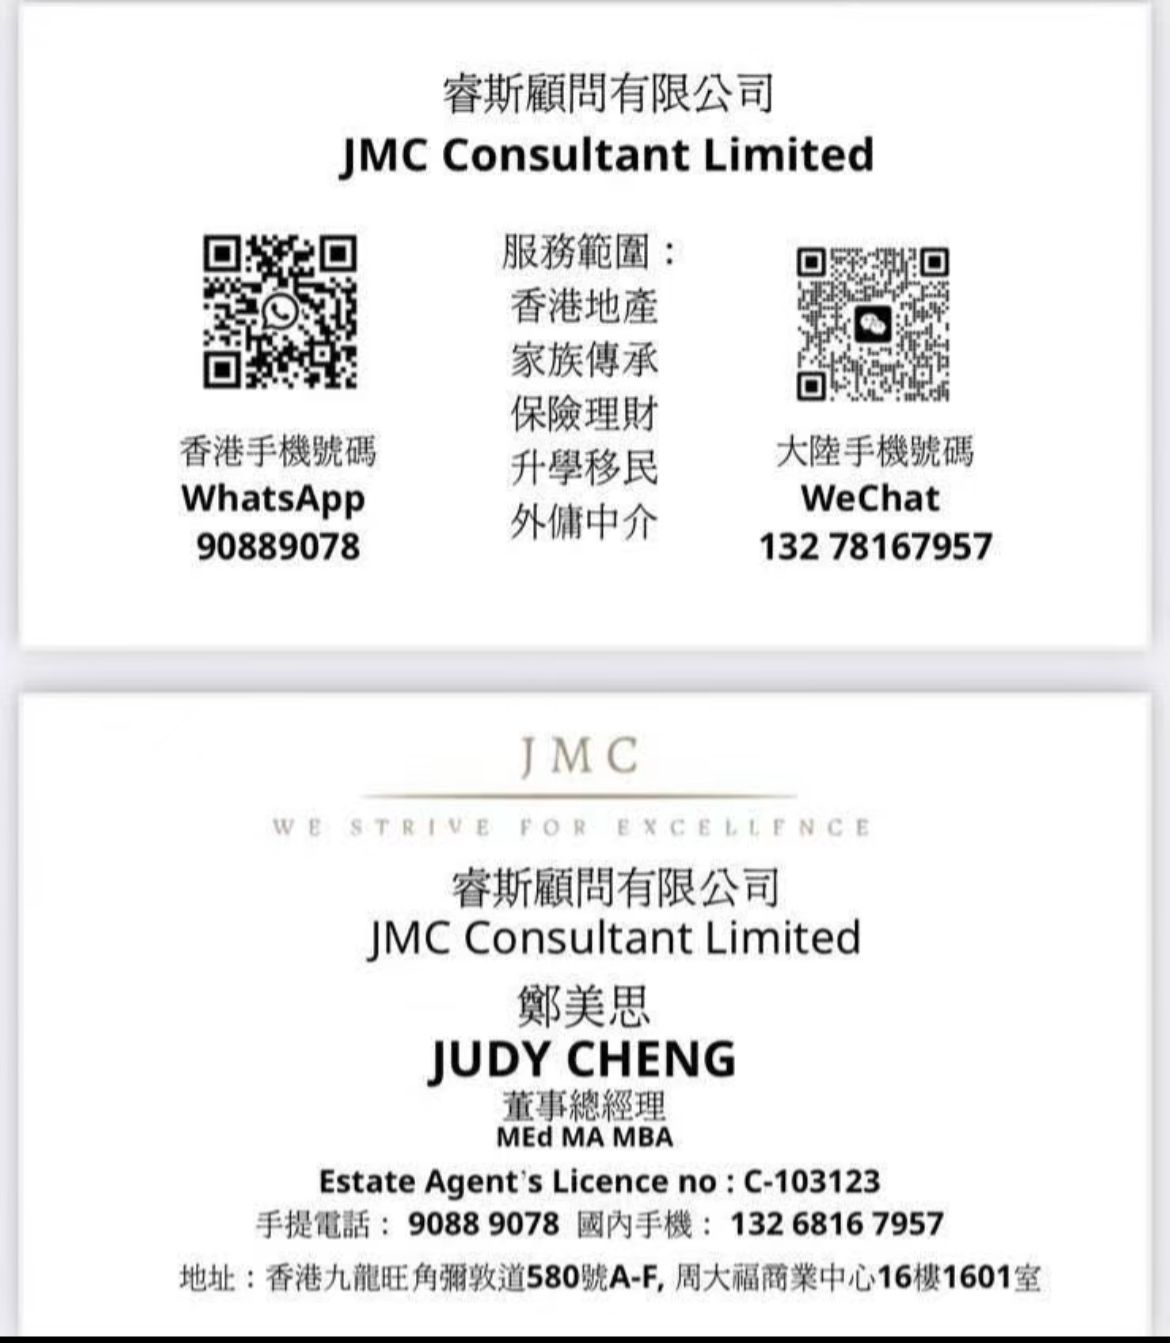 睿斯顧問有限公司
JMC Consultant Limited
服務範圍：
香港地產
家族傳承
保險理財
升學移民
外傭中介
香港手機號碼
WhatsApp
90889078
大陸手機號碼
WeChat
132 78167957
JMC
WE STRIVE FOR EXCELLENCE
睿斯顧問有限公司
JMC Consultant Limited
鄭美思
JUDY CHENG
董事總經理
MEd MA MBA
Estate Agent's Licence no : C-103123
手提電話： 9088 9078 國內手機： 132 6816 7957
地址：香港九龍旺角彌敦道580號A-F, 周大福商業中心16樓1601室